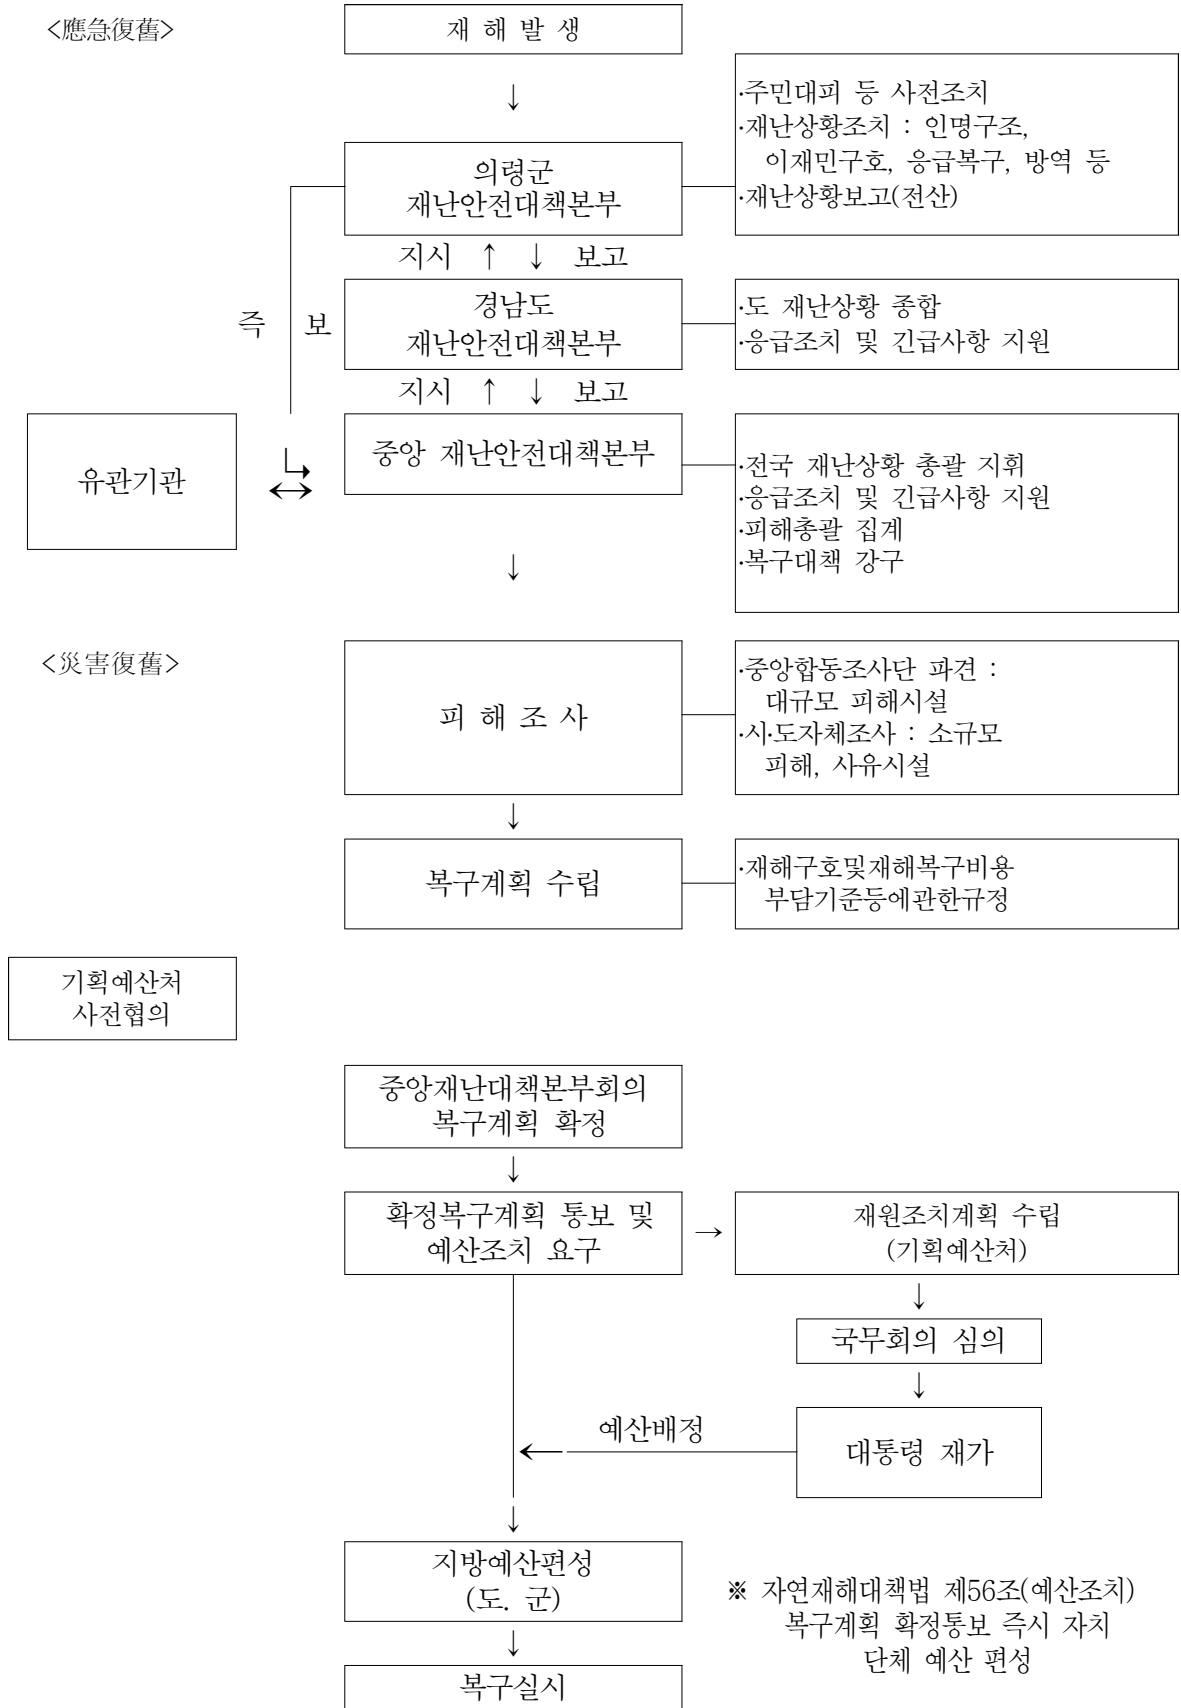 <應急復舊>
재 해 발 생
↓
·주민대피 등 사전조치
·재난상황조치 : 인명구조,
이재민구호, 응급복구, 방역 등
·재난상황보고(전산)
의령군
재난안전대책본부
지시 ↑ ↓ 보고
즉 보
경남도
재난안전대책본부
·도 재난상황 종합
·응급조치 및 긴급사항 지원
지시 ↑ ↓ 보고
유관기관
↔
중앙 재난안전대책본부
·전국 재난상황 총괄 지휘
·응급조치 및 긴급사항 지원
·피해총괄 집계
·복구대책 강구
↓
<災害復舊>
피 해 조 사
·중앙합동조사단 파견 :
대규모 피해시설
·시·도자체조사 : 소규모
피해, 사유시설
↓
복구계획 수립
·재해구호및재해복구비용
부담기준등에관한규정
기획예산처
사전협의
중앙재난대책본부회의
복구계획 확정
↓
확정복구계획 통보 및
예산조치 요구
→
재원조치계획 수립
(기획예산처)
↓
국무회의 심의
↓
예산배정
←
대통령 재가
↓
지방예산편성
(도. 군)
※ 자연재해대책법 제56조(예산조치)
복구계획 확정통보 즉시 자치
단체 예산 편성
↓
복구실시